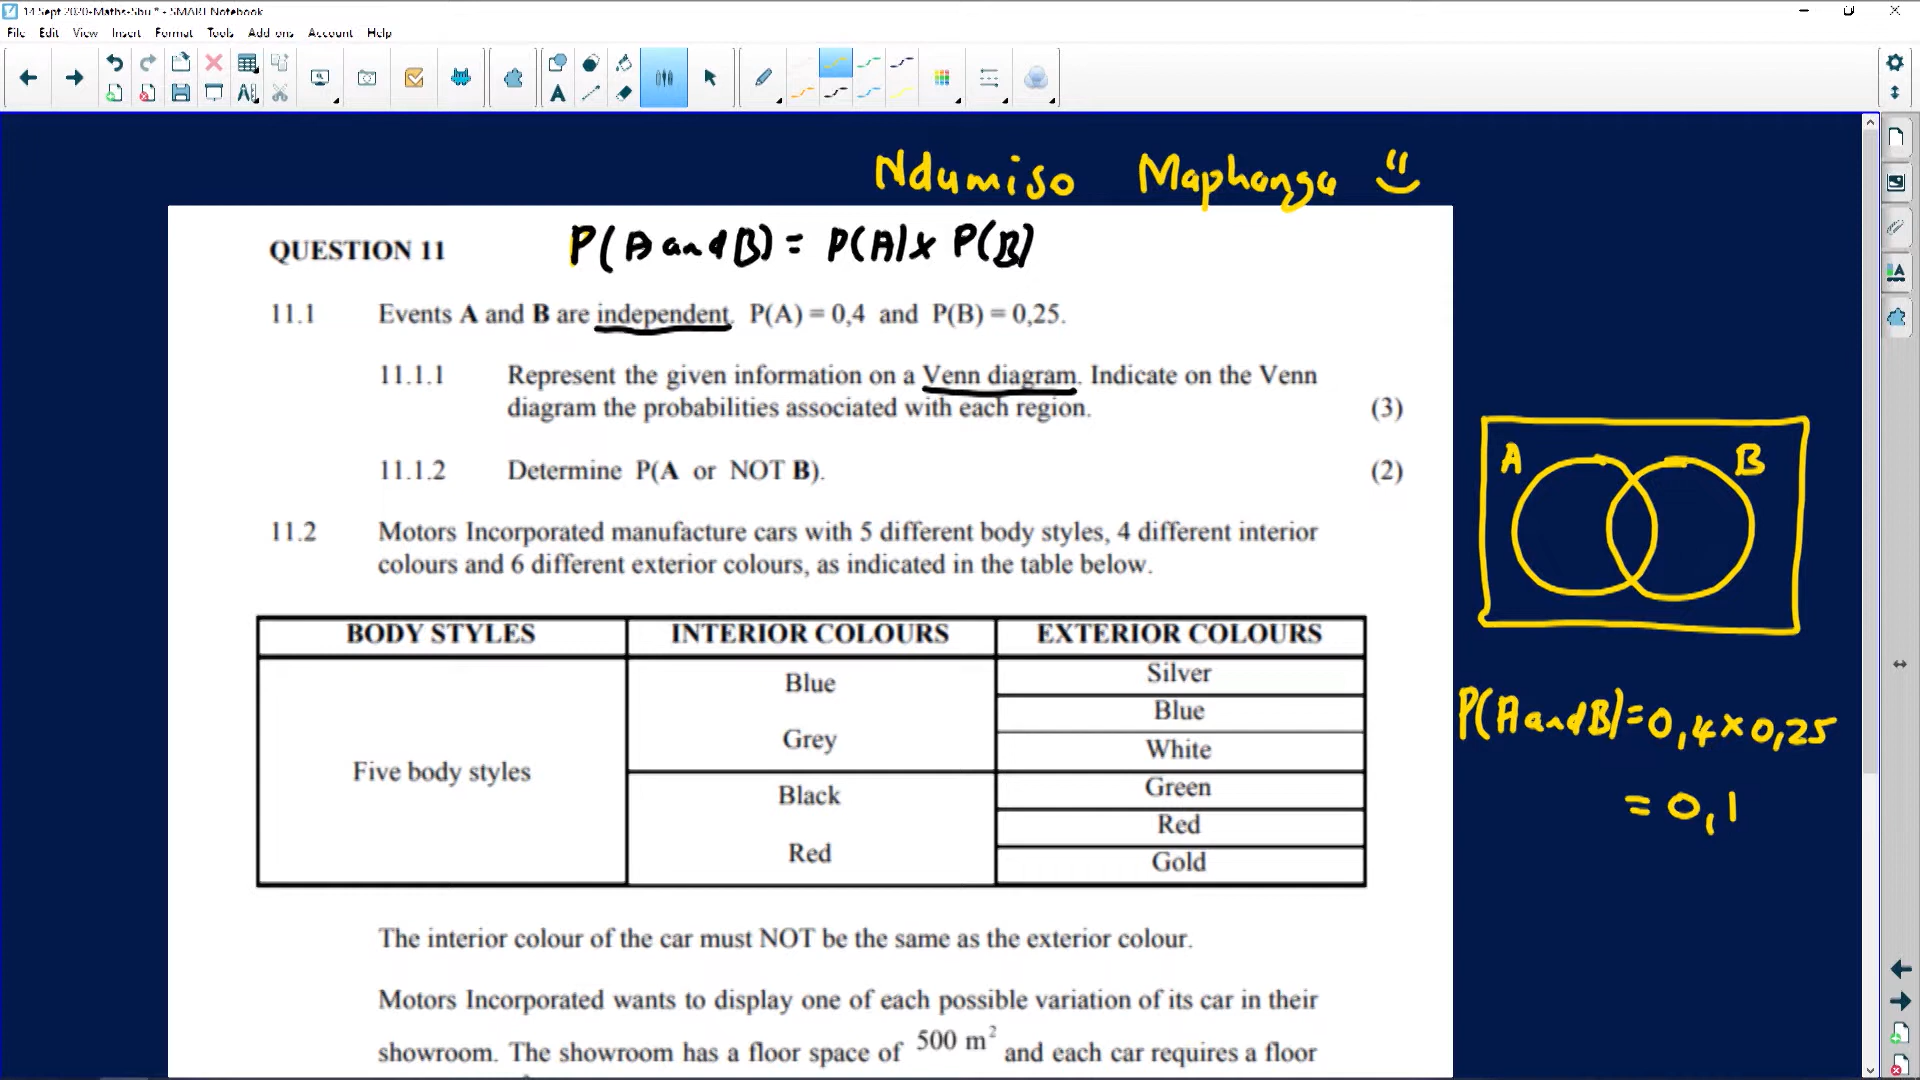 14 Sept 2020-Maths-Sbu * - SMART Notebook
File Edit View Insert Format Tools Add-ons Account Help
Ndumiso Maphanga
QUESTION 11
P(A and B) = P(A) × P(B)
11.1 Events A and B are independent. P(A) = 0,4 and P(B) = 0,25.
11.1.1 Represent the given information on a Venn diagram. Indicate on the Venn
diagram the probabilities associated with each region. (3)
11.1.2 Determine P(A or NOT B). (2)
A B
11.2 Motors Incorporated manufacture cars with 5 different body styles, 4 different interior
colours and 6 different exterior colours, as indicated in the table below.
BODY STYLES INTERIOR COLOURS EXTERIOR COLOURS
Five body styles
Blue
Grey
Black
Red
Silver
Blue
White
Green
Red
Gold
P(A and B) = 0,4 × 0,25
= 0,1
The interior colour of the car must NOT be the same as the exterior colour.
Motors Incorporated wants to display one of each possible variation of its car in their
showroom. The showroom has a floor space of 500 m² and each car requires a floor